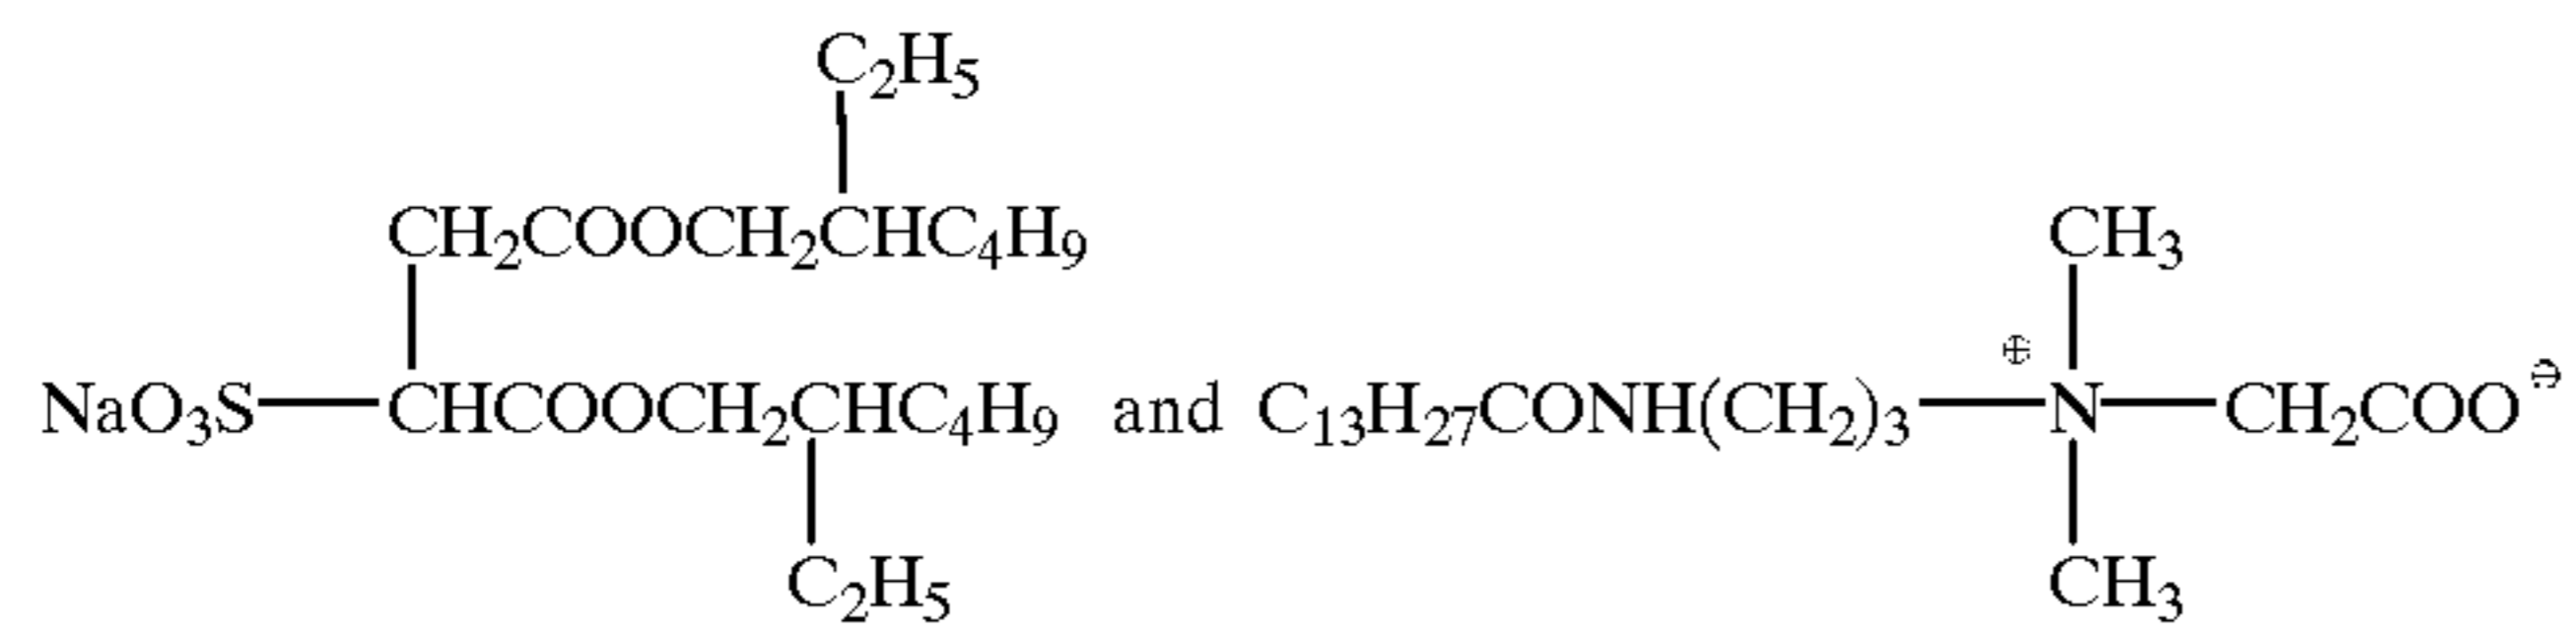 C₂H₅
CH₂COOCH₂CHC₄H₉ CH₃
NaO₃S CHCOOCH₂CHC₄H₉ and C₁₃H₂₇CONH(CH₂)₃ ⊕ N CH₂COO⊖
C₂H₅ CH₃